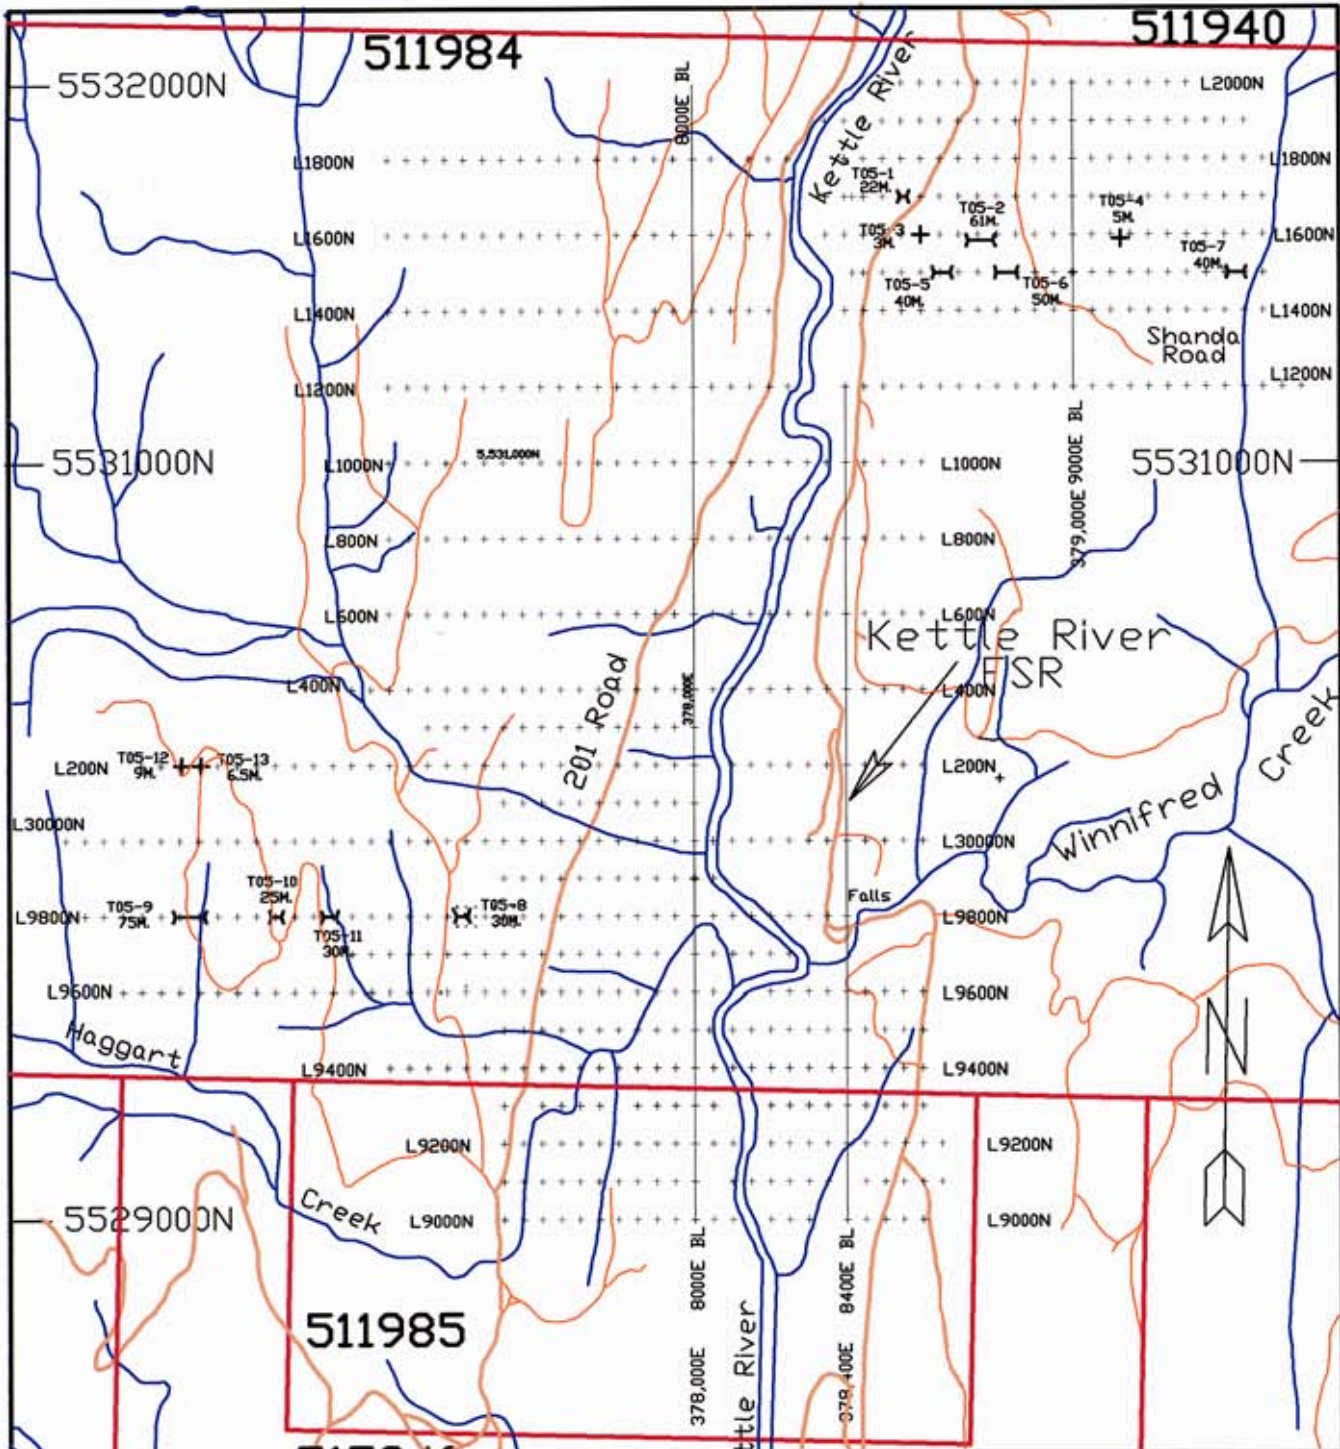 511984
511940
5532000N
8000E BL
Kettle River
L2000N
L1800N
L1800N
T05-1
22M.
T05-2
61M.
T05-4
5M.
L1600N
T05-3
3M.
L1600N
T05-7
40M.
T05-5
40M.
T05-6
50M.
L1400N
L1400N
Shanda
Road
L1200N
L1200N
5531000N
L1000N
5,531,000N
L1000N
5531000N
379,000E 9000E BL
L800N
L800N
L600N
L600N
Kettle River
FSR
L400N
378,000E
L400N
201 Road
T05-12
9M.
T05-13
6.5M.
L200N
L200N
Winnifred Creek
L30000N
L30000N
Falls
T05-10
25M.
T05-9
75M.
T05-8
30M.
L9800N
L9800N
T05-11
30M.
L9600N
L9600N
N
Haggart
L9400N
L9400N
L9200N
L9200N
Creek
5529000N
L9000N
L9000N
378,000E 8000E BL
8400E BL
511985
ttle River